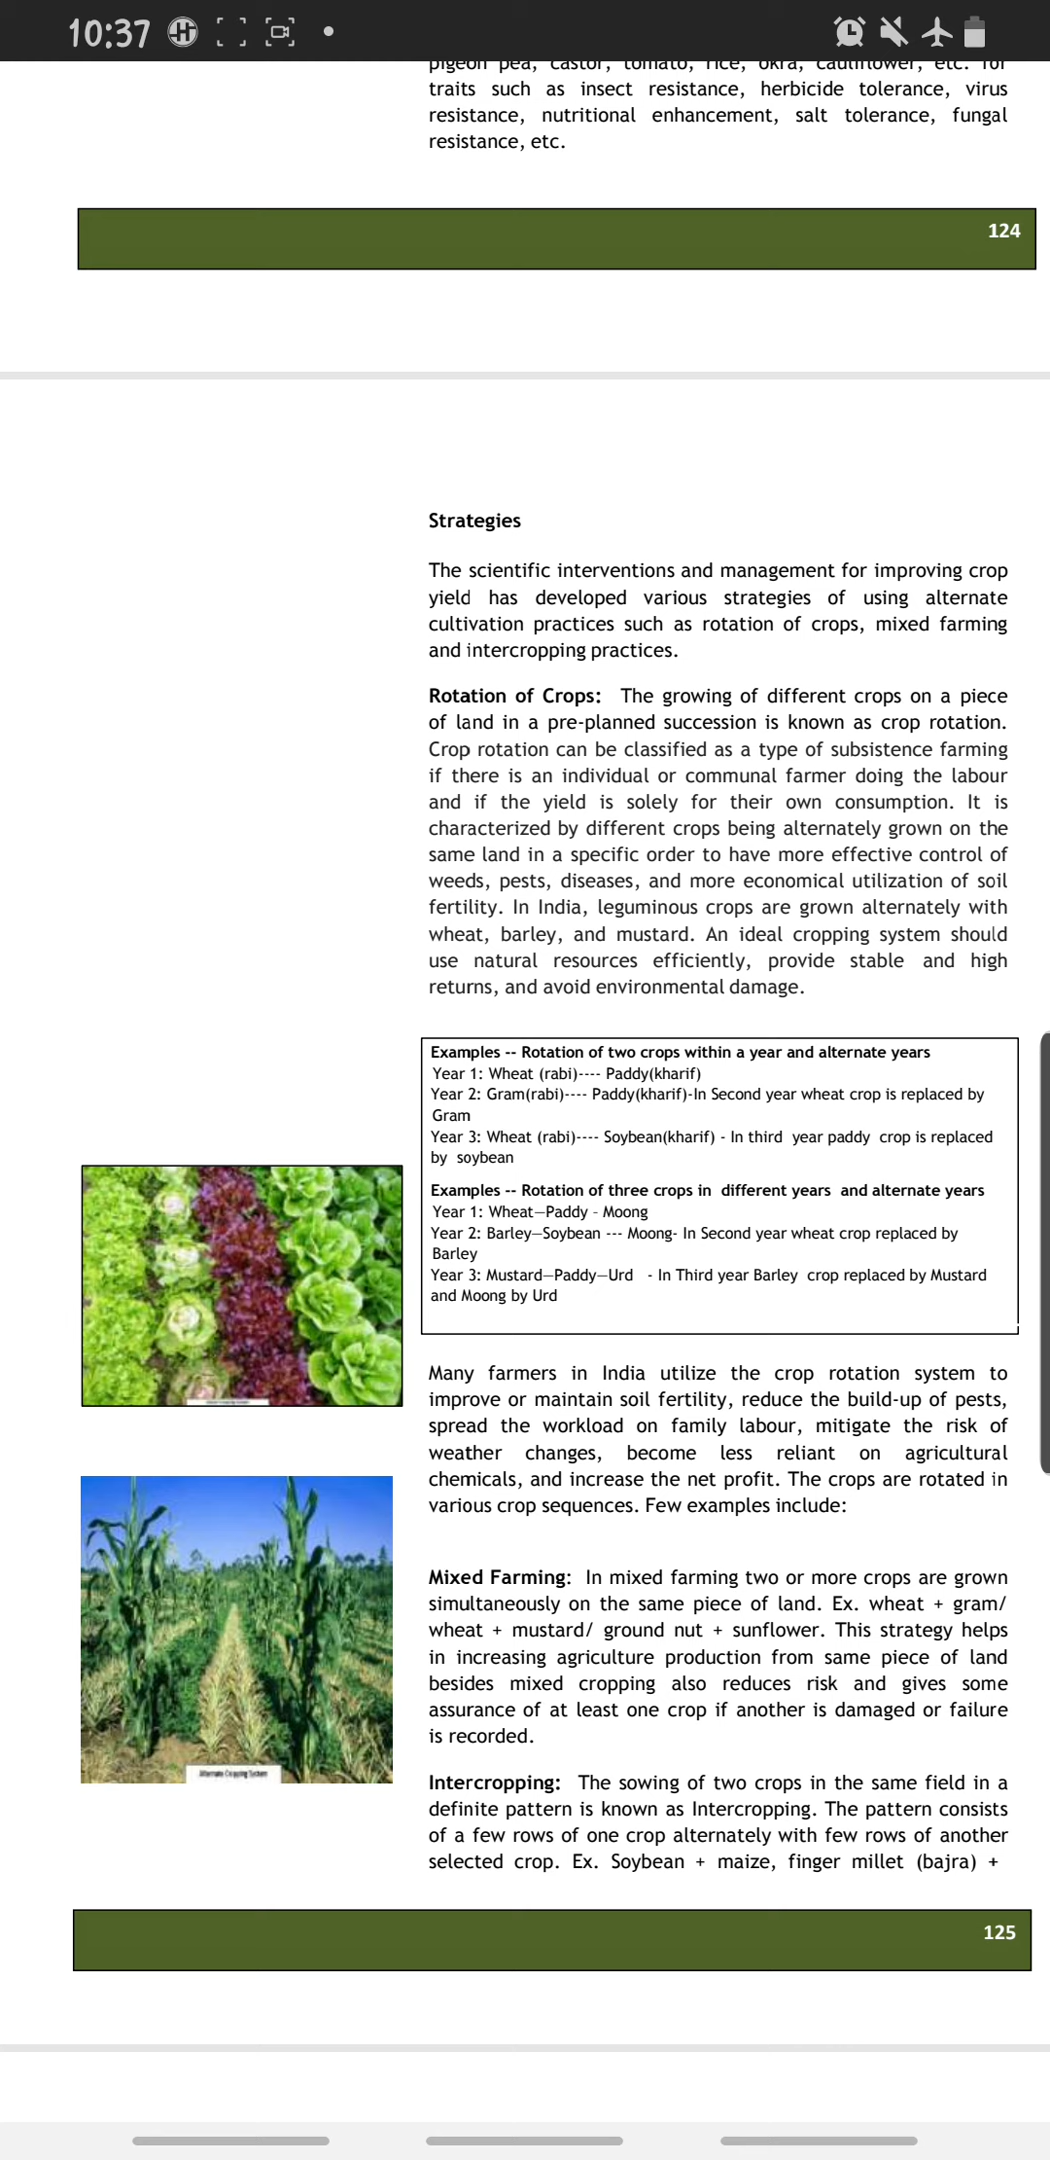 10:37
pigeon pea, castor, tomato, rice, okra, cauliflower, etc. for
traits such as insect resistance, herbicide tolerance, virus
resistance, nutritional enhancement, salt tolerance, fungal
resistance, etc.
124
Strategies
The scientific interventions and management for improving crop
yield has developed various strategies of using alternate
cultivation practices such as rotation of crops, mixed farming
and intercropping practices.
Rotation of Crops: The growing of different crops on a piece
of land in a pre-planned succession is known as crop rotation.
Crop rotation can be classified as a type of subsistence farming
if there is an individual or communal farmer doing the labour
and if the yield is solely for their own consumption. It is
characterized by different crops being alternately grown on the
same land in a specific order to have more effective control of
weeds, pests, diseases, and more economical utilization of soil
fertility. In India, leguminous crops are grown alternately with
wheat, barley, and mustard. An ideal cropping system should
use natural resources efficiently, provide stable and high
returns, and avoid environmental damage.
Examples -- Rotation of two crops within a year and alternate years
Year 1: Wheat (rabi)---- Paddy(kharif)
Year 2: Gram(rabi)---- Paddy(kharif)-In Second year wheat crop is replaced by
Gram
Year 3: Wheat (rabi)---- Soybean(kharif) - In third year paddy crop is replaced
by soybean
Examples -- Rotation of three crops in different years and alternate years
Year 1: Wheat—Paddy - Moong
Year 2: Barley—Soybean --- Moong- In Second year wheat crop replaced by
Barley
Year 3: Mustard—Paddy—Urd - In Third year Barley crop replaced by Mustard
and Moong by Urd
Many farmers in India utilize the crop rotation system to
improve or maintain soil fertility, reduce the build-up of pests,
spread the workload on family labour, mitigate the risk of
weather changes, become less reliant on agricultural
chemicals, and increase the net profit. The crops are rotated in
various crop sequences. Few examples include:
Mixed Farming: In mixed farming two or more crops are grown
simultaneously on the same piece of land. Ex. wheat + gram/
wheat + mustard/ ground nut + sunflower. This strategy helps
in increasing agriculture production from same piece of land
besides mixed cropping also reduces risk and gives some
assurance of at least one crop if another is damaged or failure
is recorded.
Alternate Cropping System
Intercropping: The sowing of two crops in the same field in a
definite pattern is known as Intercropping. The pattern consists
of a few rows of one crop alternately with few rows of another
selected crop. Ex. Soybean + maize, finger millet (bajra) +
125